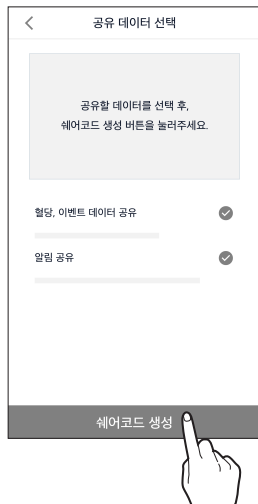 공유 데이터 선택
공유할 데이터를 선택 후,
쉐어코드 생성 버튼을 눌러주세요.
혈당, 이벤트 데이터 공유
알림 공유
쉐어코드 생성